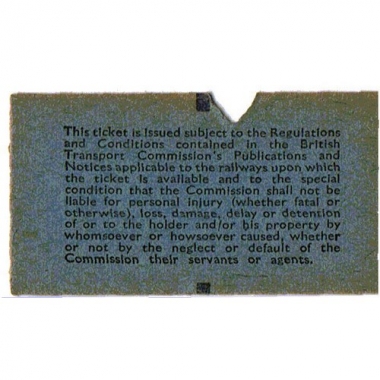 This ticket is issued subject to the Regulations
and Conditions contained in the British
Transport Commission's Publications and
Notices applicable to the railways upon which
the ticket is available and to the special
condition that the Commission shall not be
liable for personal injury (whether fatal or
otherwise), loss, damage, delay or detention
of or to the holder and/or his property by
whomsoever or howsoever caused, whether
or not by the neglect or default of the
Commission their servants or agents.